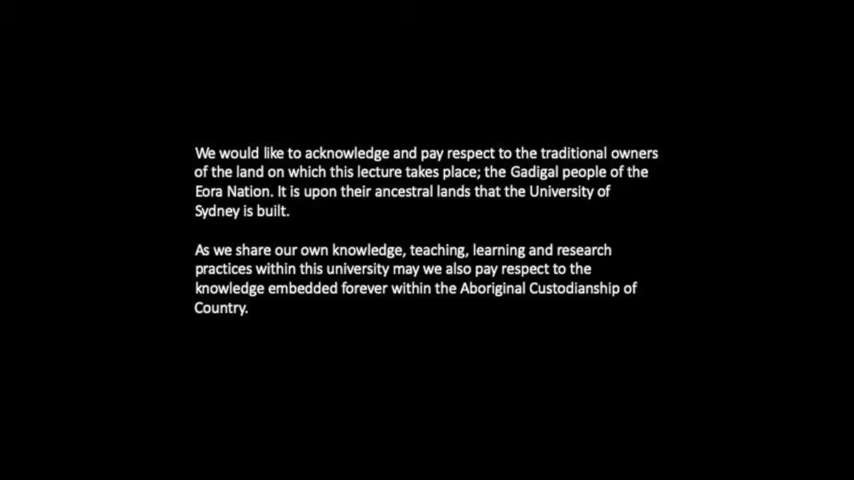 We would like to acknowledge and pay respect to the traditional owners
of the land on which this lecture takes place; the Gadigal people of the
Eora Nation. It is upon their ancestral lands that the University of
Sydney is built.
As we share our own knowledge, teaching, learning and research
practices within this university may we also pay respect to the
knowledge embedded forever within the Aboriginal Custodianship of
Country.